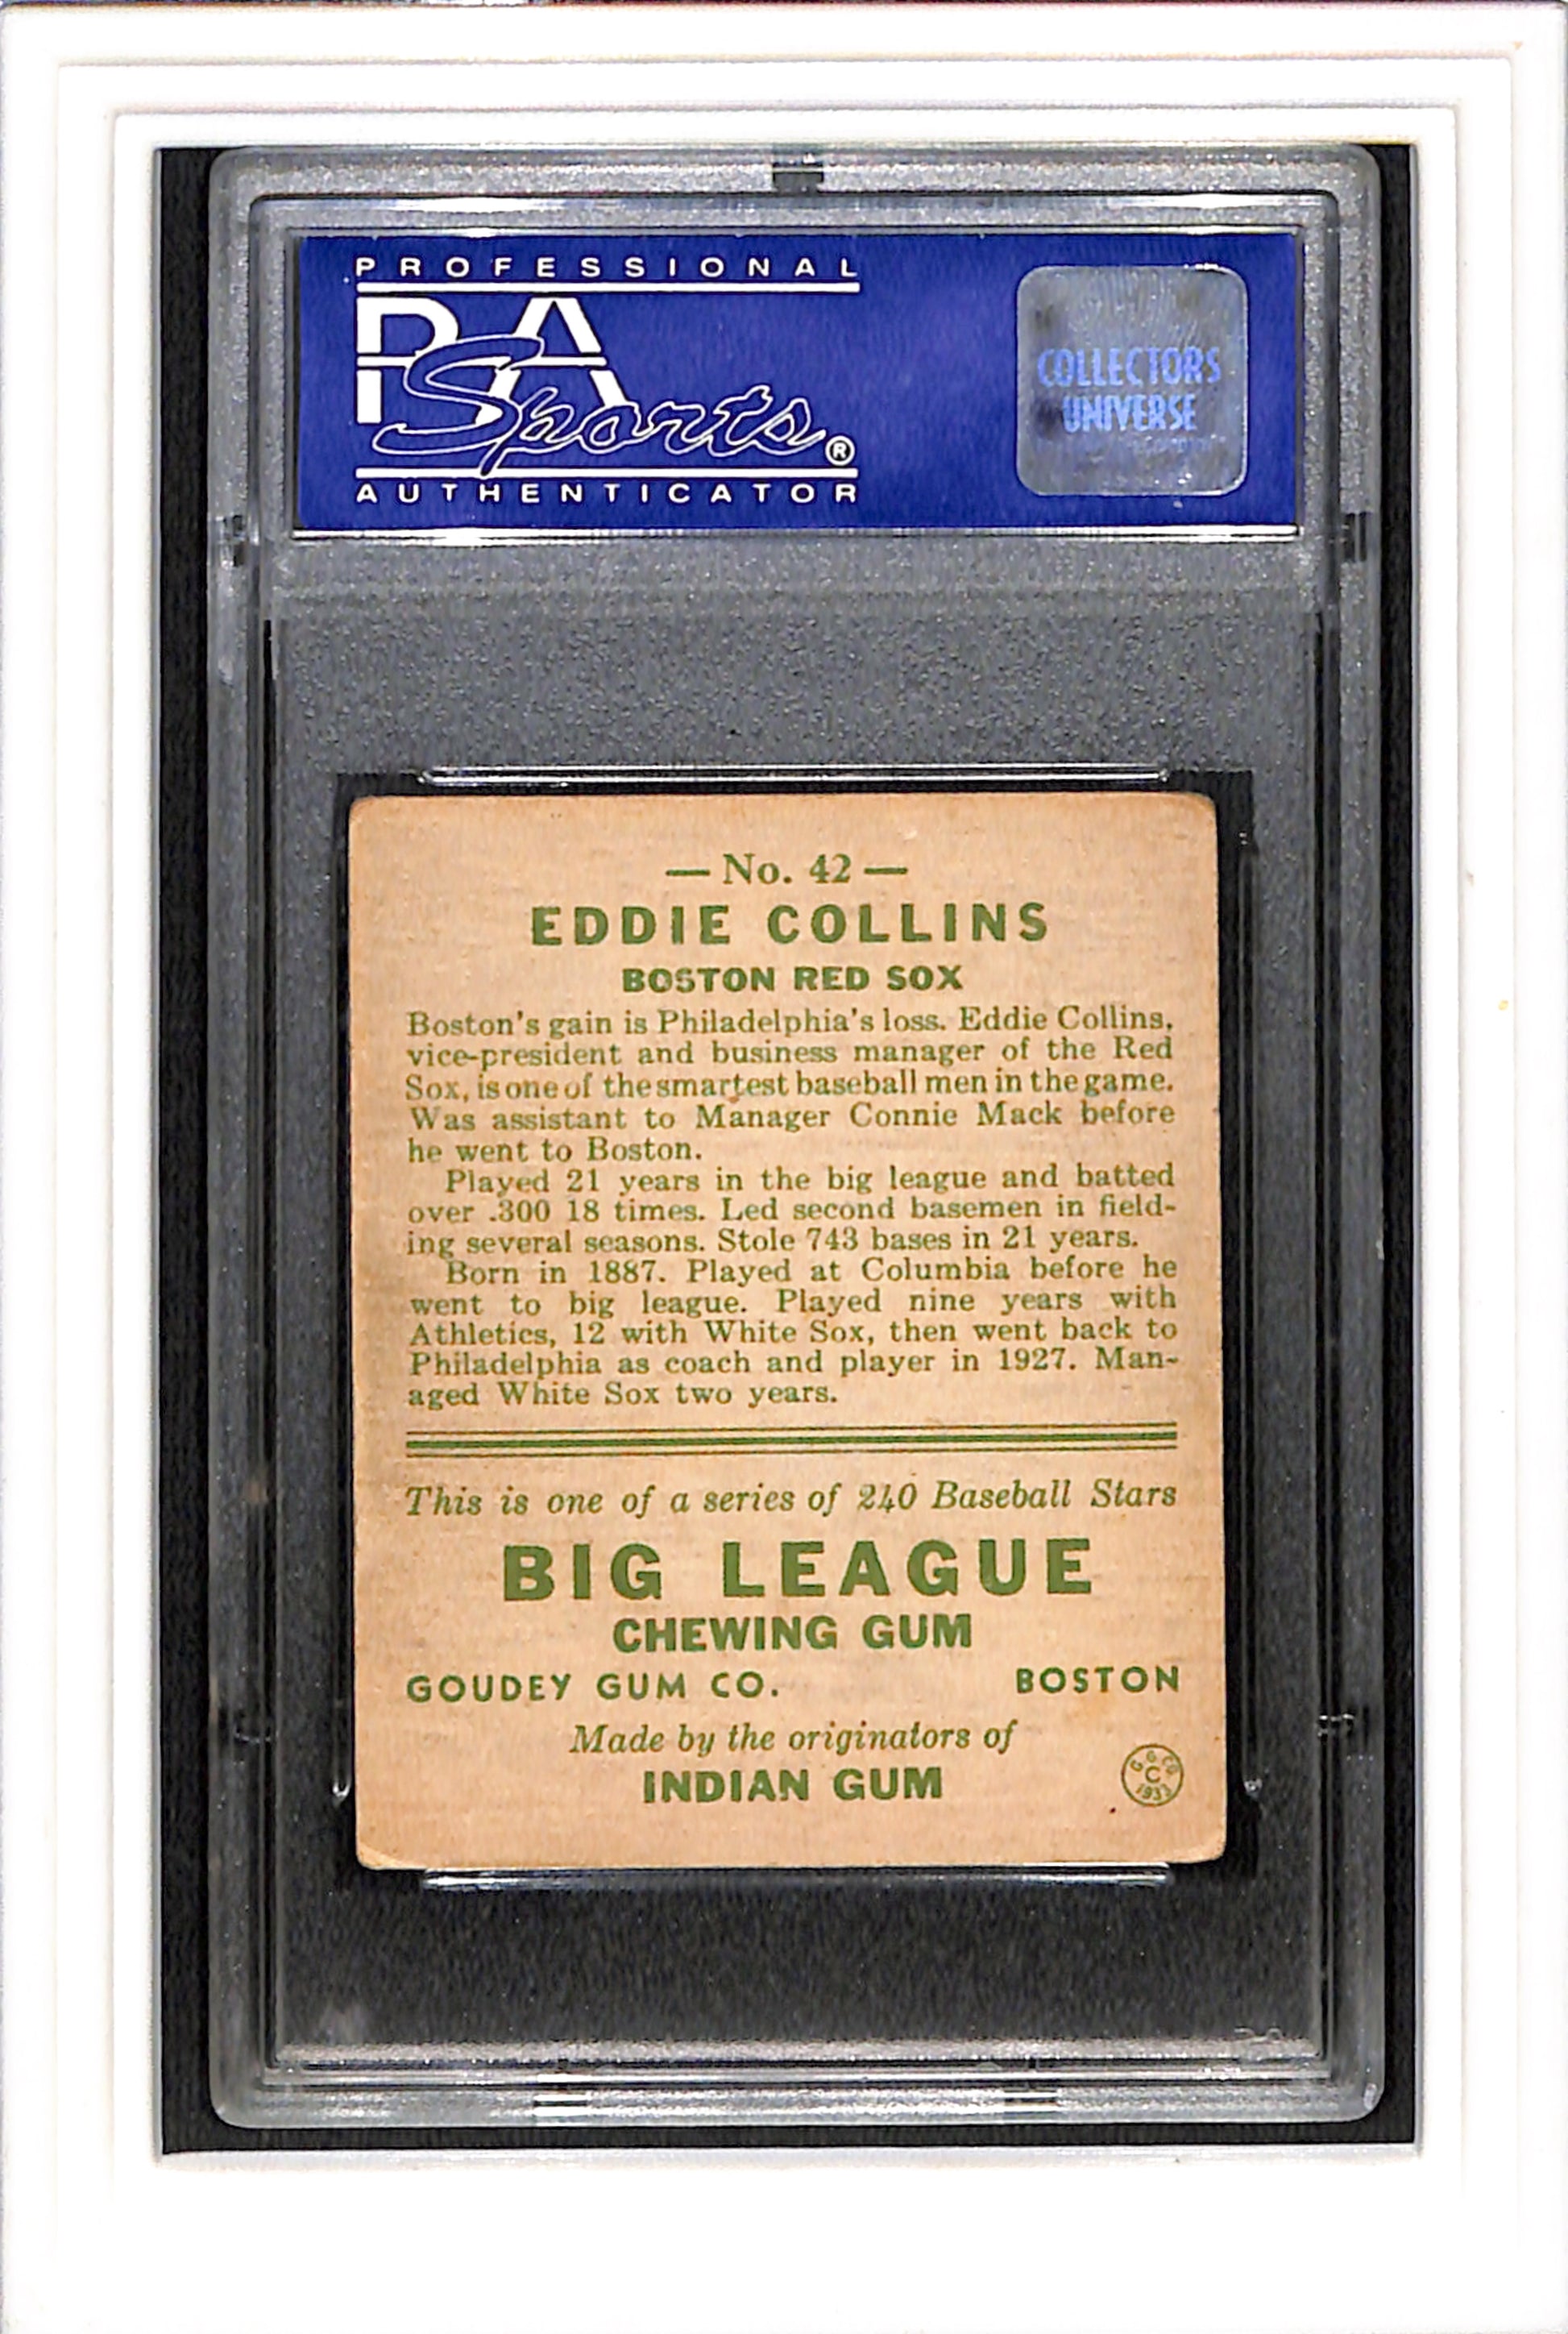 PROFESSIONAL
PSA
Sports®
AUTHENTICATOR
COLLECTORS
UNIVERSE
— No. 42 —
EDDIE COLLINS
BOSTON RED SOX
Boston's gain is Philadelphia's loss. Eddie Collins,
vice-president and business manager of the Red
Sox, is one of the smartest baseball men in the game.
Was assistant to Manager Connie Mack before
he went to Boston.
Played 21 years in the big league and batted
over .300 18 times. Led second basemen in field-
ing several seasons. Stole 743 bases in 21 years.
Born in 1887. Played at Columbia before he
went to big league. Played nine years with
Athletics, 12 with White Sox, then went back to
Philadelphia as coach and player in 1927. Man-
aged White Sox two years.
This is one of a series of 240 Baseball Stars
BIG LEAGUE
CHEWING GUM
GOUDEY GUM CO. BOSTON
Made by the originators of
INDIAN GUM
G. G. CO.
C
1933